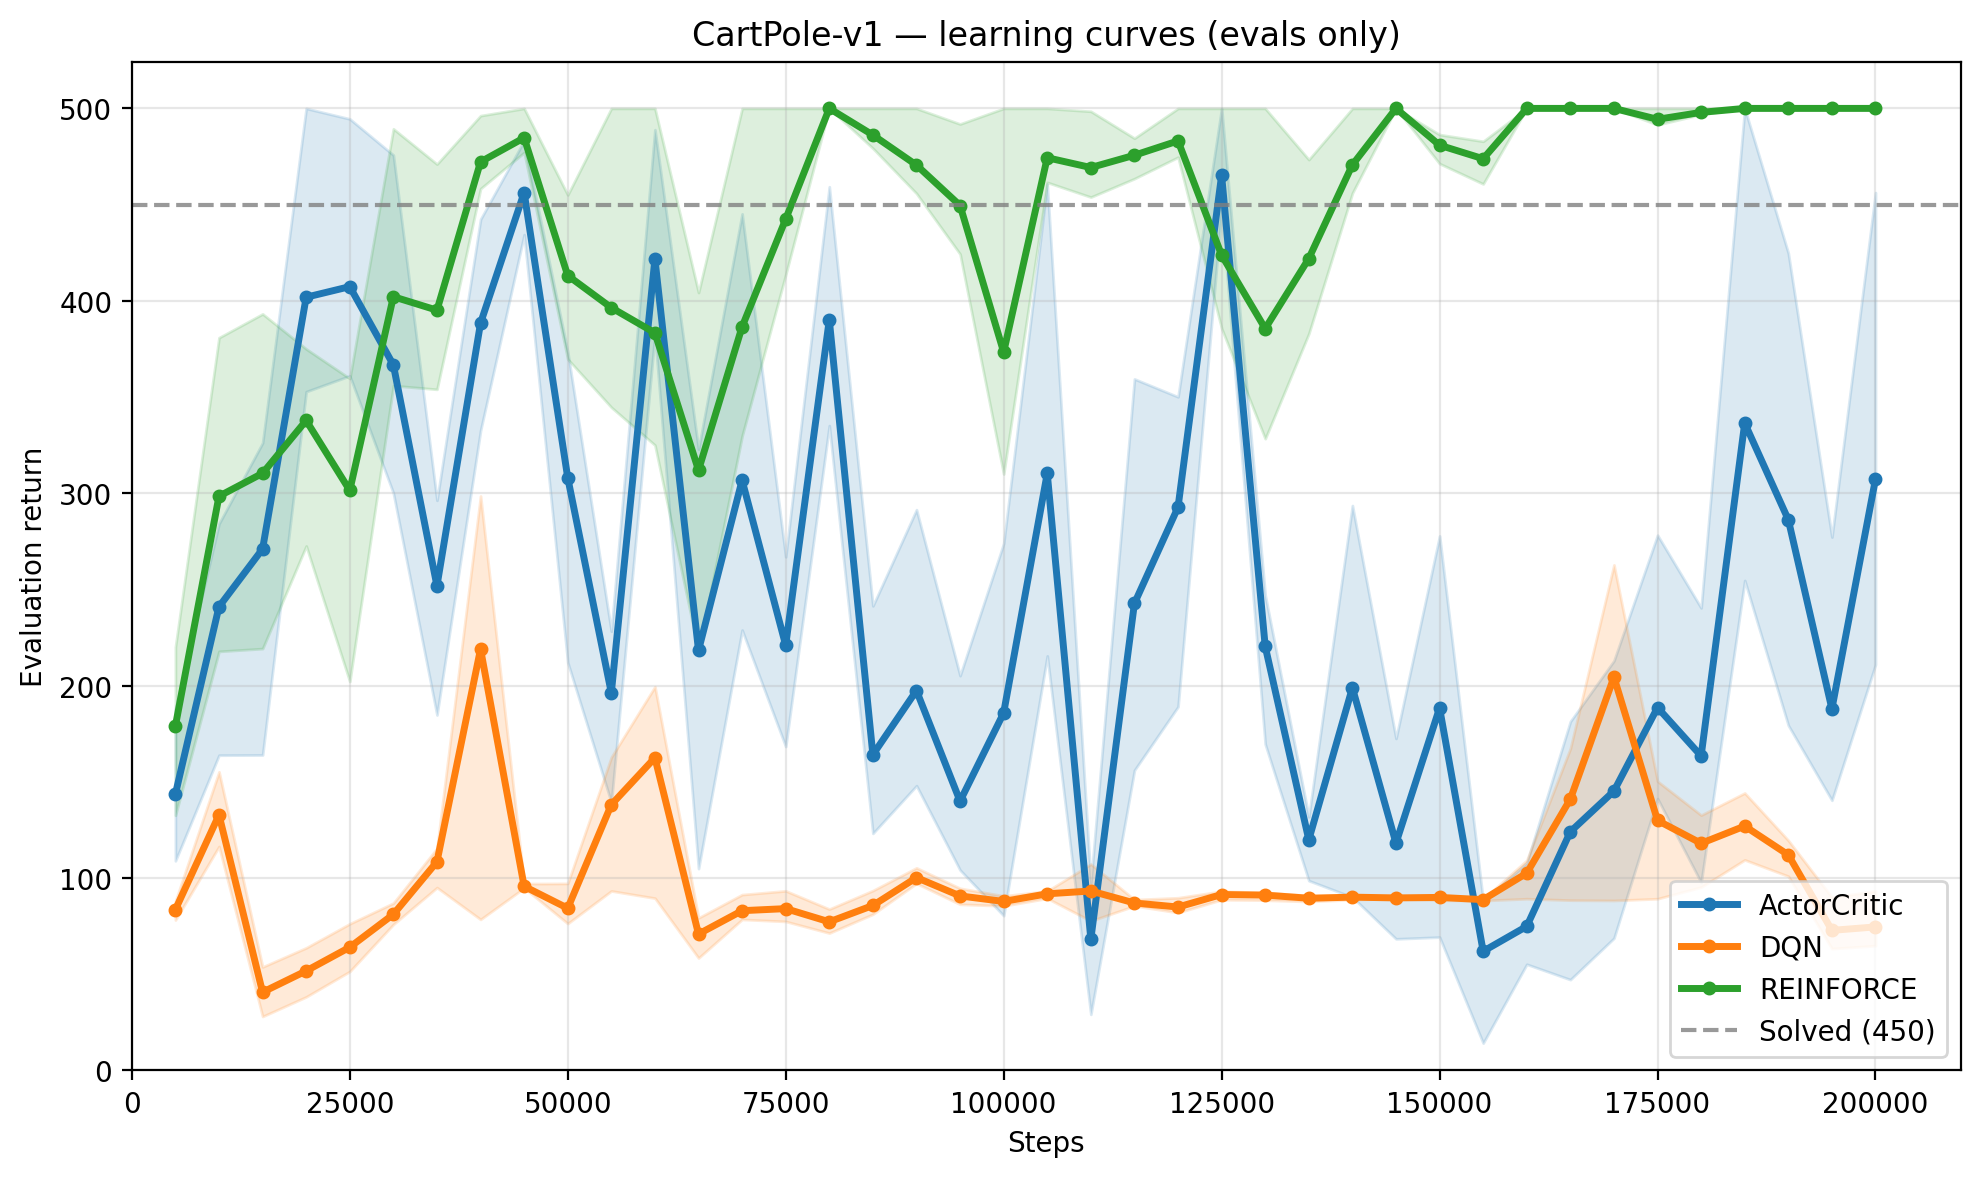 CartPole-v1 — learning curves (evals only)
500
400
300
200
100
0
Evaluation return
0 25000 50000 75000 100000 125000 150000 175000 200000
Steps
ActorCritic
DQN
REINFORCE
Solved (450)